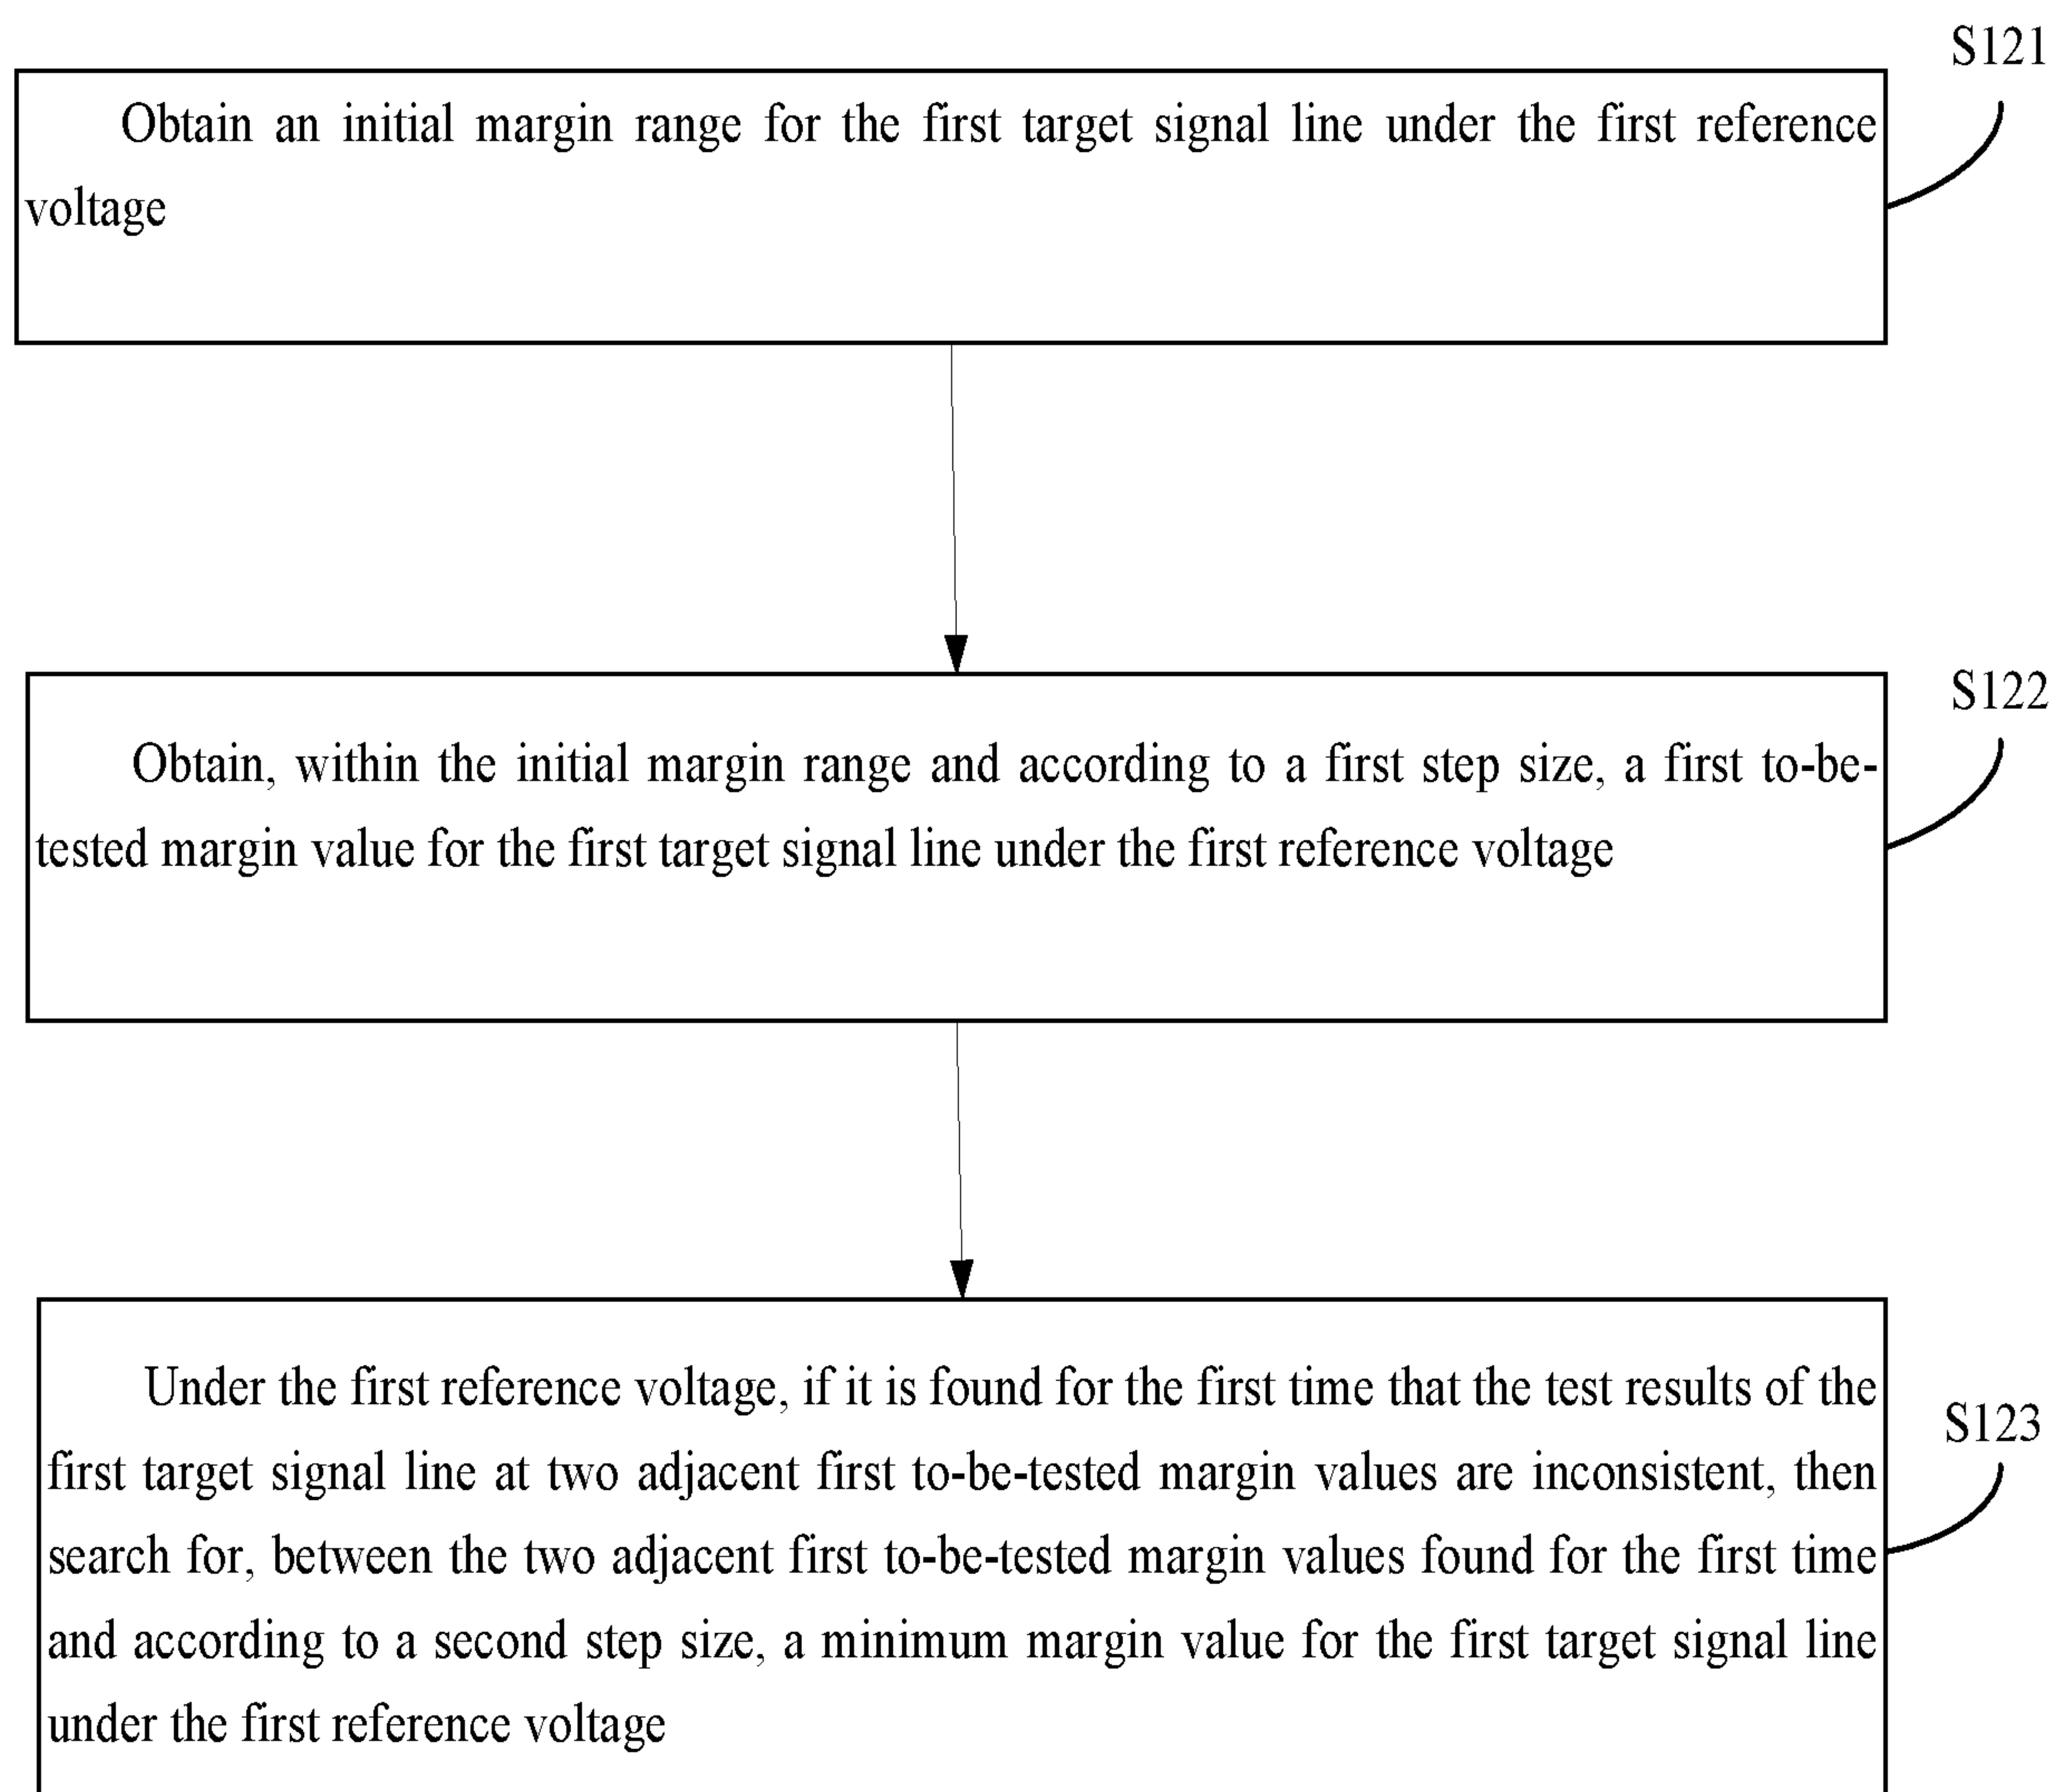 S121
Obtain an initial margin range for the first target signal line under the first reference
voltage
S122
Obtain, within the initial margin range and according to a first step size, a first to-be-
tested margin value for the first target signal line under the first reference voltage
Under the first reference voltage, if it is found for the first time that the test results of the
S123
first target signal line at two adjacent first to-be-tested margin values are inconsistent, then
search for, between the two adjacent first to-be-tested margin values found for the first time
and according to a second step size, a minimum margin value for the first target signal line
under the first reference voltage